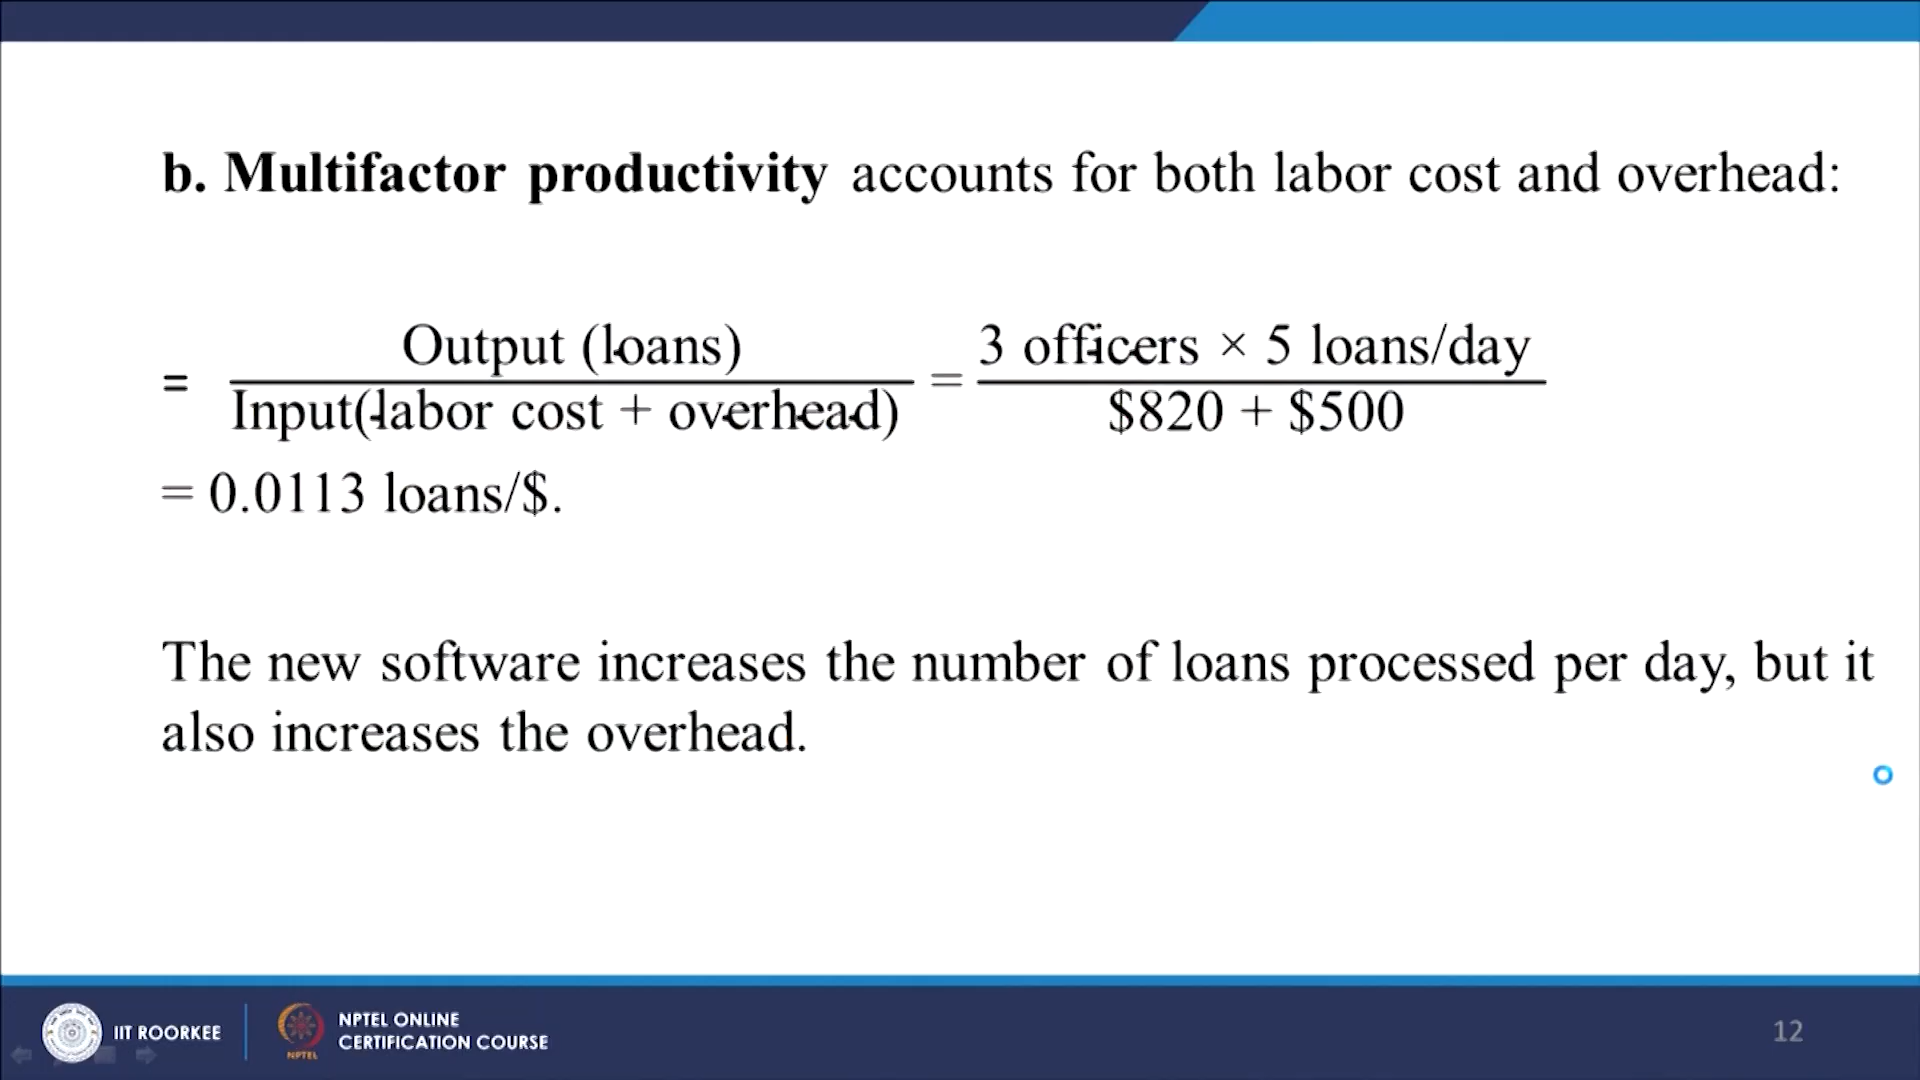 b. Multifactor productivity accounts for both labor cost and overhead:
= Output (loans) / Input(labor cost + overhead) = 3 officers × 5 loans/day / $820 + $500
= 0.0113 loans/$.
The new software increases the number of loans processed per day, but it
also increases the overhead.
IIT ROORKEE
NPTEL
NPTEL ONLINE
CERTIFICATION COURSE
12